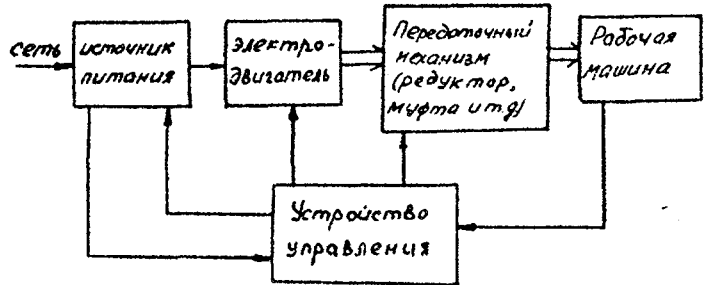 сеть
источник
питания
электро-
двигатель
Передаточный
механизм
(редуктор,
муфта и т.д)
Рабочая
машина
Устройство
управления